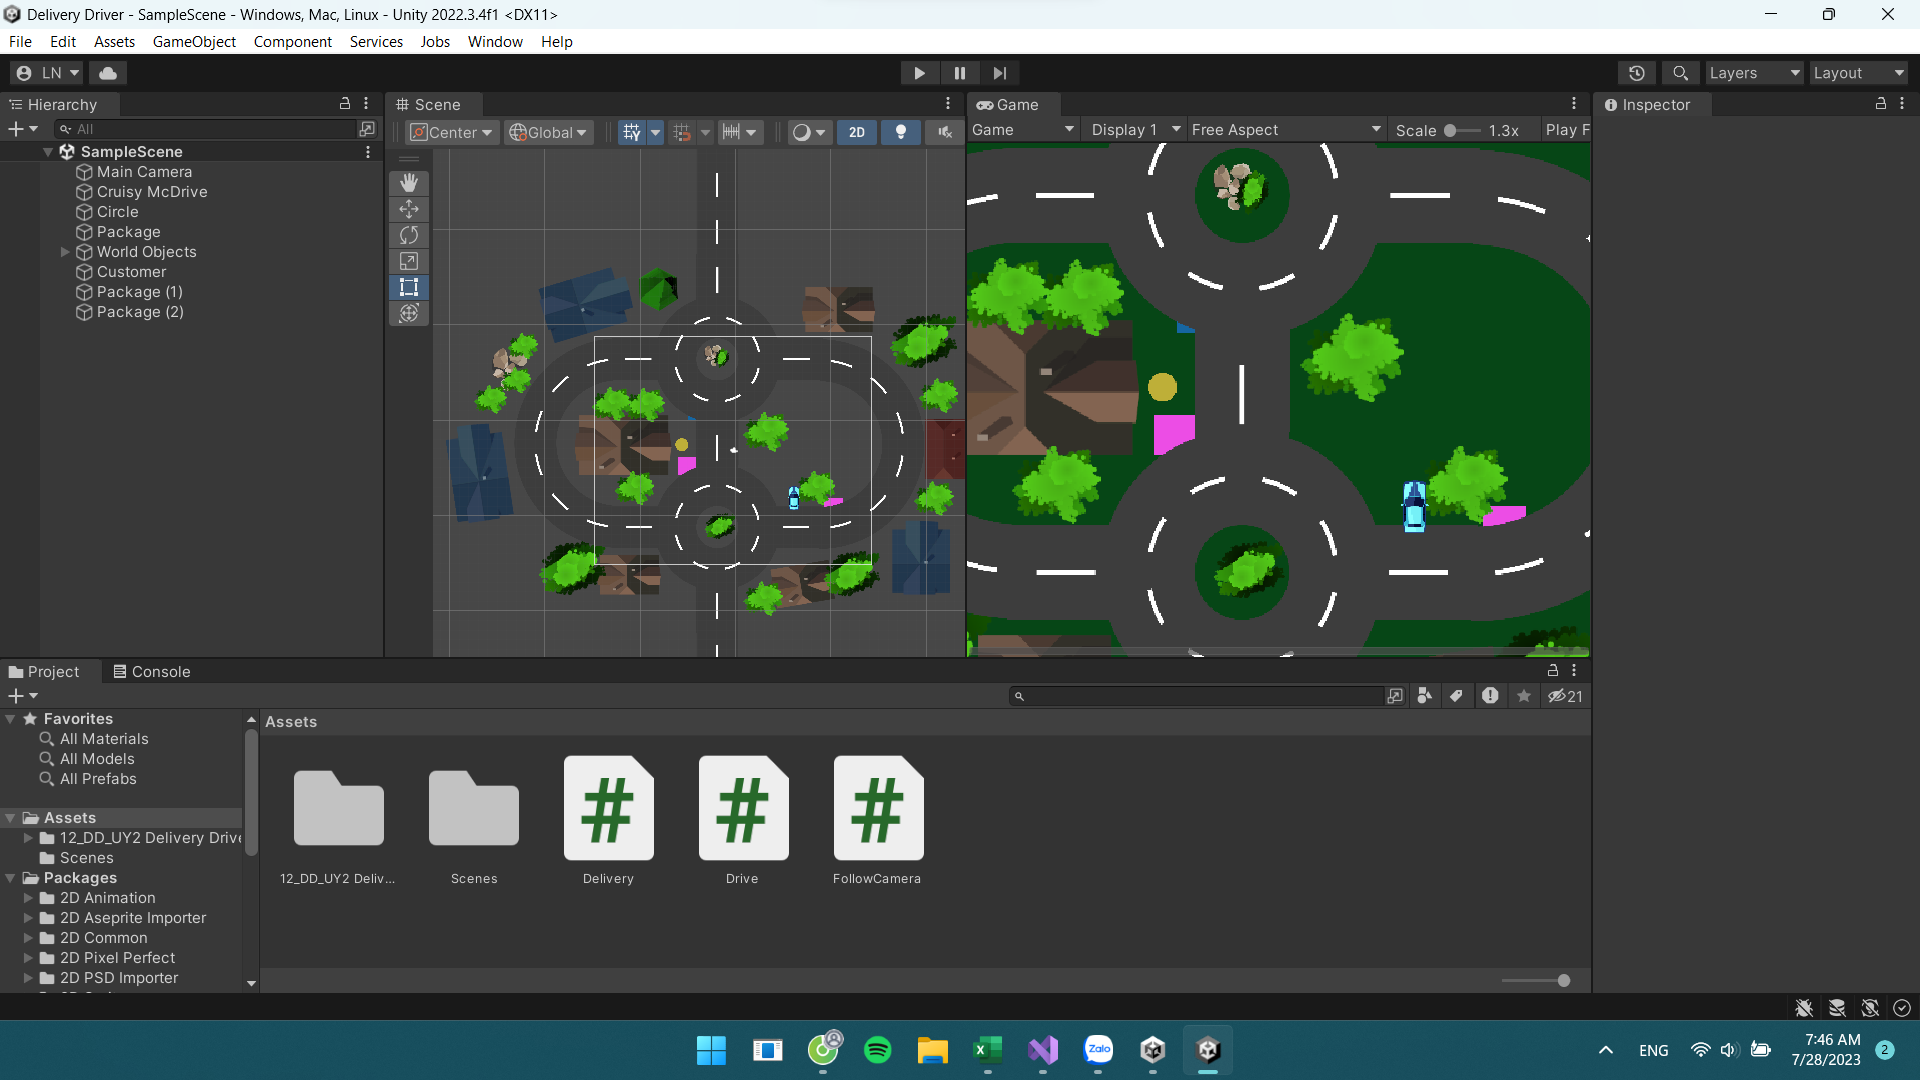 Delivery Driver - SampleScene - Windows, Mac, Linux - Unity 2022.3.4f1 <DX11>
File Edit Assets GameObject Component Services Jobs Window Help
LN
Layers
Layout
Hierarchy
All
SampleScene
Main Camera
Cruisy McDrive
Circle
Package
World Objects
Customer
Package (1)
Package (2)
Scene
Center
Global
2D
Game
Game
Display 1
Free Aspect
Scale
1.3x
Play F
Inspector
Project
Console
21
Favorites
All Materials
All Models
All Prefabs
Assets
12_DD_UY2 Delivery Drive
Scenes
Packages
2D Animation
2D Aseprite Importer
2D Common
2D Pixel Perfect
2D PSD Importer
Assets
12_DD_UY2 Deliv...
Scenes
#
Delivery
#
Drive
#
FollowCamera
Zalo
ENG
7:46 AM
7/28/2023
2